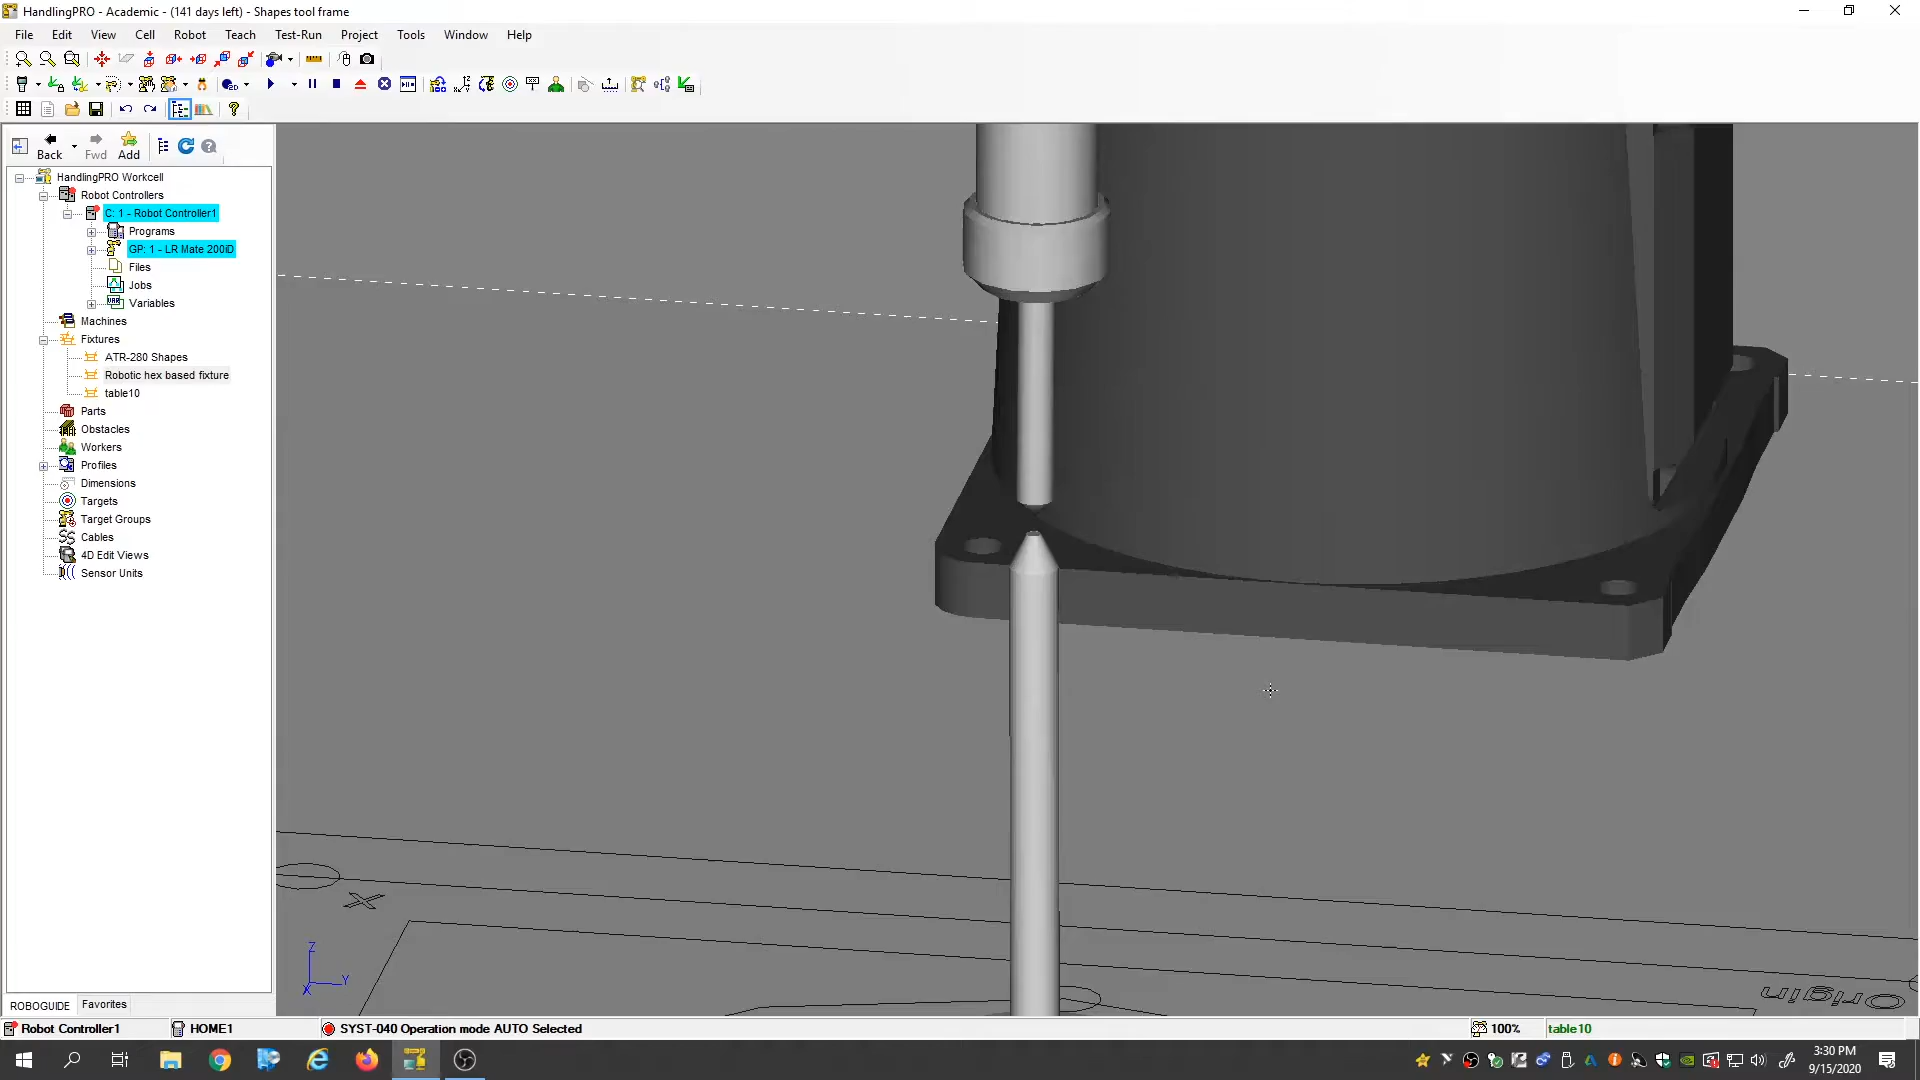 HandlingPRO - Academic - (141 days left) - Shapes tool frame
File Edit View Cell Robot Teach Test-Run Project Tools Window Help
Back Fwd Add
HandlingPRO Workcell
Robot Controllers
C: 1 - Robot Controller1
Programs
GP: 1 - LR Mate 200iD
Files
Jobs
Variables
Machines
Fixtures
ATR-280 Shapes
Robotic hex based fixture
table10
Parts
Obstacles
Workers
Profiles
Dimensions
Targets
Target Groups
Cables
4D Edit Views
Sensor Units
X
Z
Y
X
Origin
ROBOGUIDE Favorites
Robot Controller1 HOME1 SYST-040 Operation mode AUTO Selected 100% table10
3:30 PM
9/15/2020